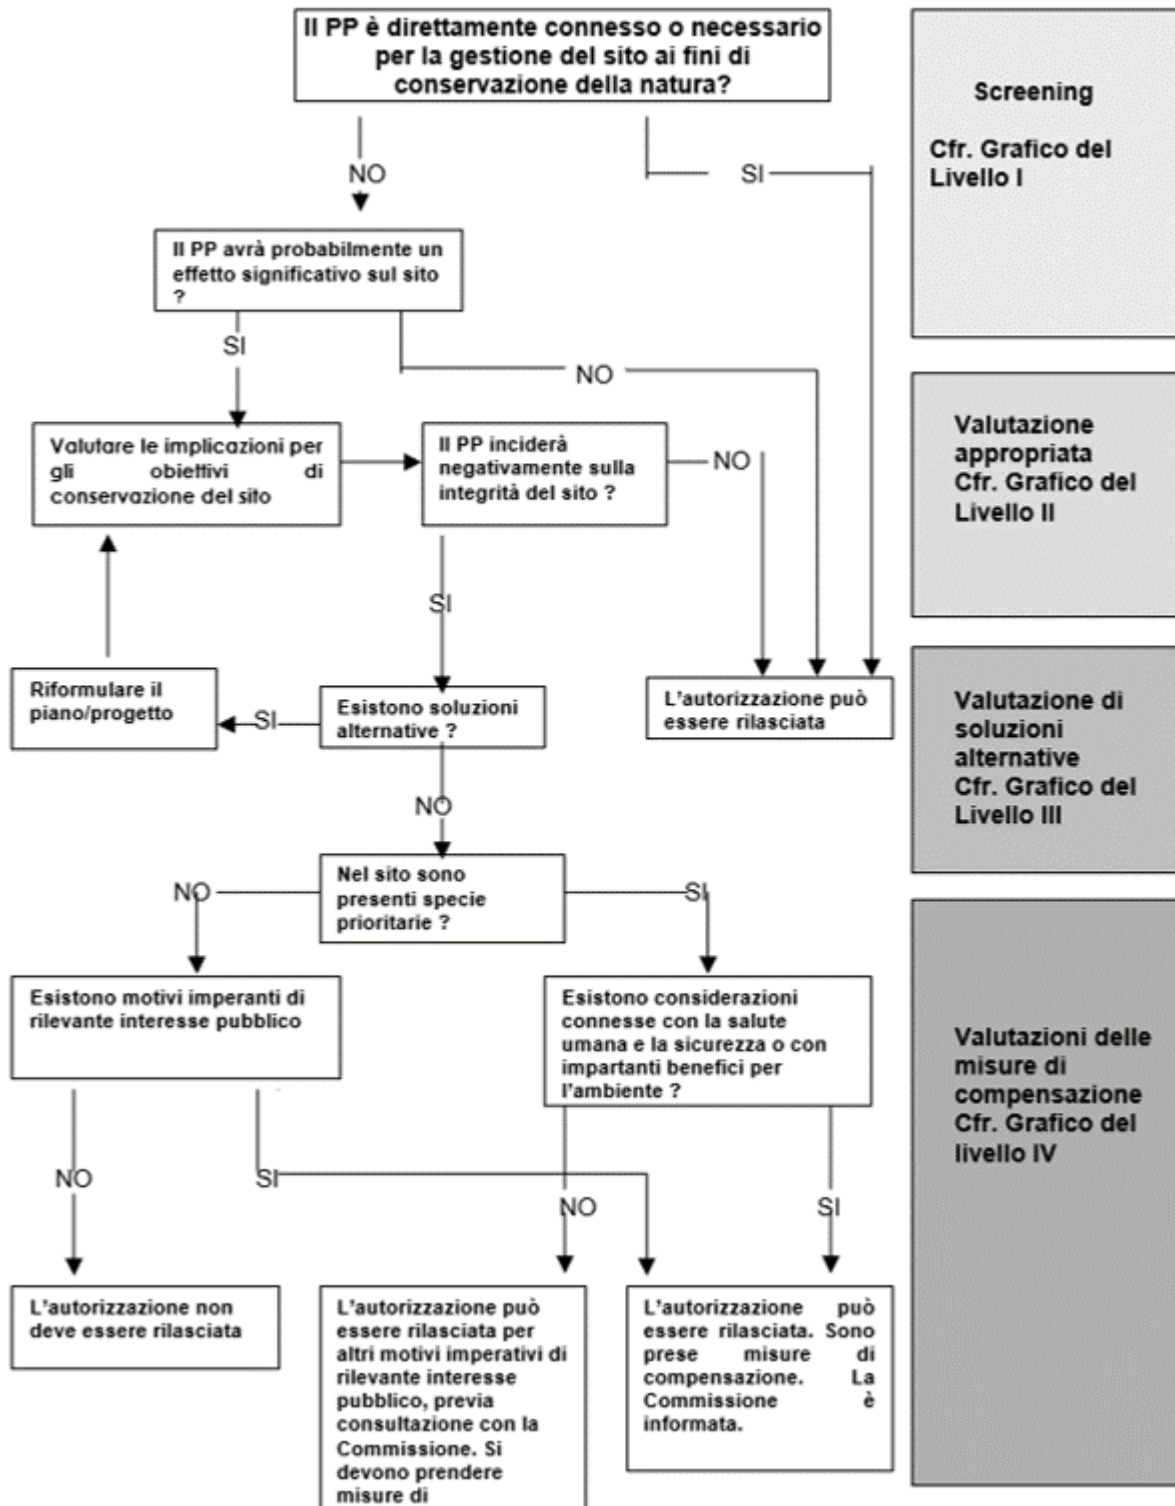 Il PP è direttamente connesso o necessario
per la gestione del sito ai fini di
conservazione della natura?
Screening
Cfr. Grafico del
Livello I
NO
SI
Il PP avrà probabilmente un
effetto significativo sul sito
?
SI
NO
Valutazione
appropriata
Cfr. Grafico del
Livello II
Valutare le implicazioni per
gli obiettivi di
conservazione del sito
Il PP inciderà
negativamente sulla
integrità del sito ?
NO
SI
Riformulare il
piano/progetto
SI
Esistono soluzioni
alternative ?
L'autorizzazione può
essere rilasciata
Valutazione di
soluzioni
alternative
Cfr. Grafico del
Livello III
NO
Nel sito sono
presenti specie
prioritarie ?
NO
SI
Esistono motivi imperanti di
rilevante interesse pubblico
Esistono considerazioni
connesse con la salute
umana e la sicurezza o con
impartanti benefici per
l'ambiente ?
Valutazioni delle
misure di
compensazione
Cfr. Grafico del
livello IV
NO
SI
NO
SI
L'autorizzazione non
deve essere rilasciata
L'autorizzazione può
essere rilasciata per
altri motivi imperativi di
rilevante interesse
pubblico, previa
consultazione con la
Commissione. Si
devono prendere
misure di
L'autorizzazione può
essere rilasciata. Sono
prese misure di
compensazione. La
Commissione è
informata.